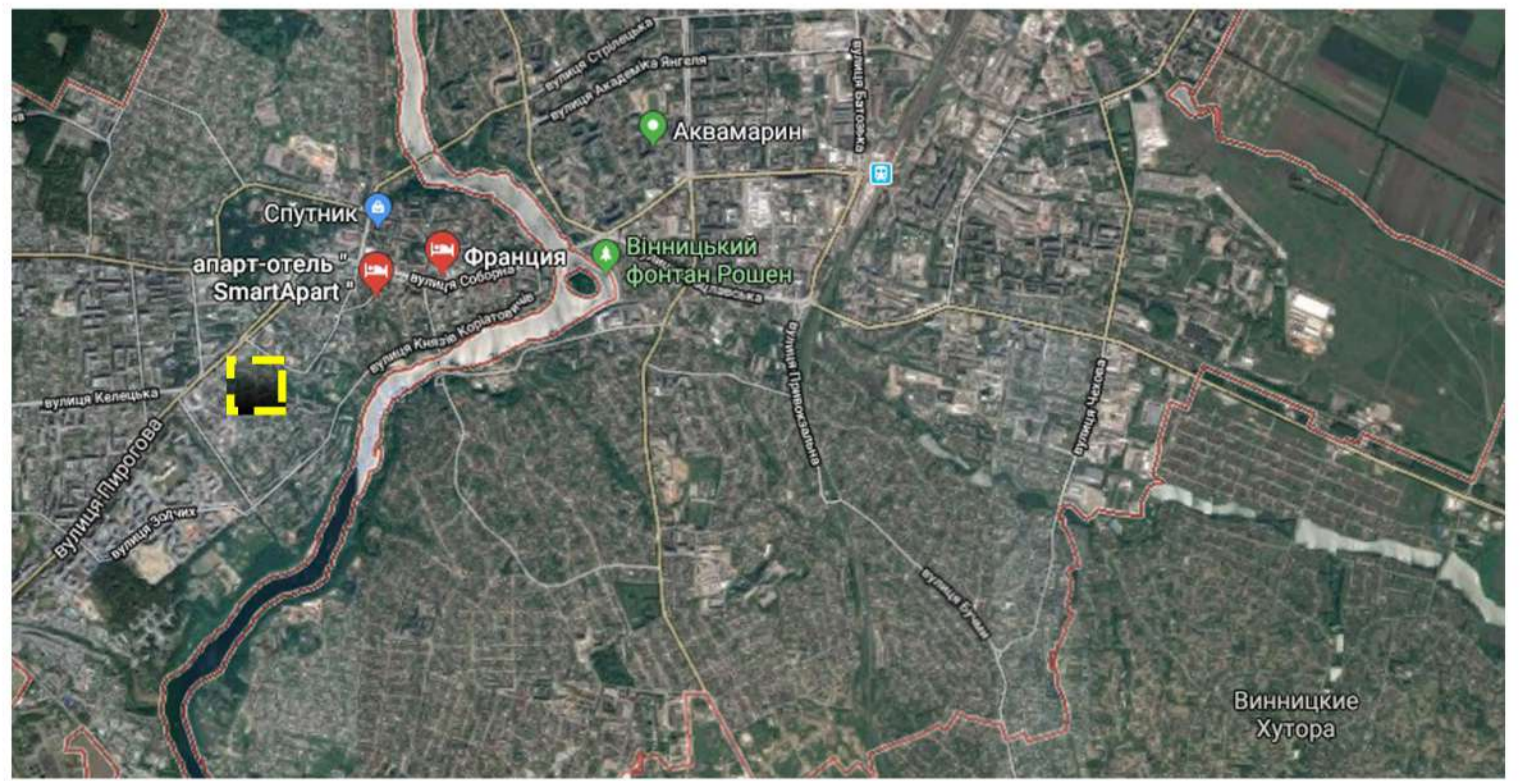 вулиця Стрілецька
вулиця Академіка Янгеля
вулиця Батозька
Аквамарин
Спутник
Франция
апарт-отель "
SmartApart "
вулиця Соборна
Вінницький
фонтан Рошен
вулиця Князів Коріатовичів
вулиця Келецька
вулиця Привокзальна
вулиця Чехова
вулиця Пирогова
вулиця Зодчих
вулиця Бучми
Винницкие
Хутора